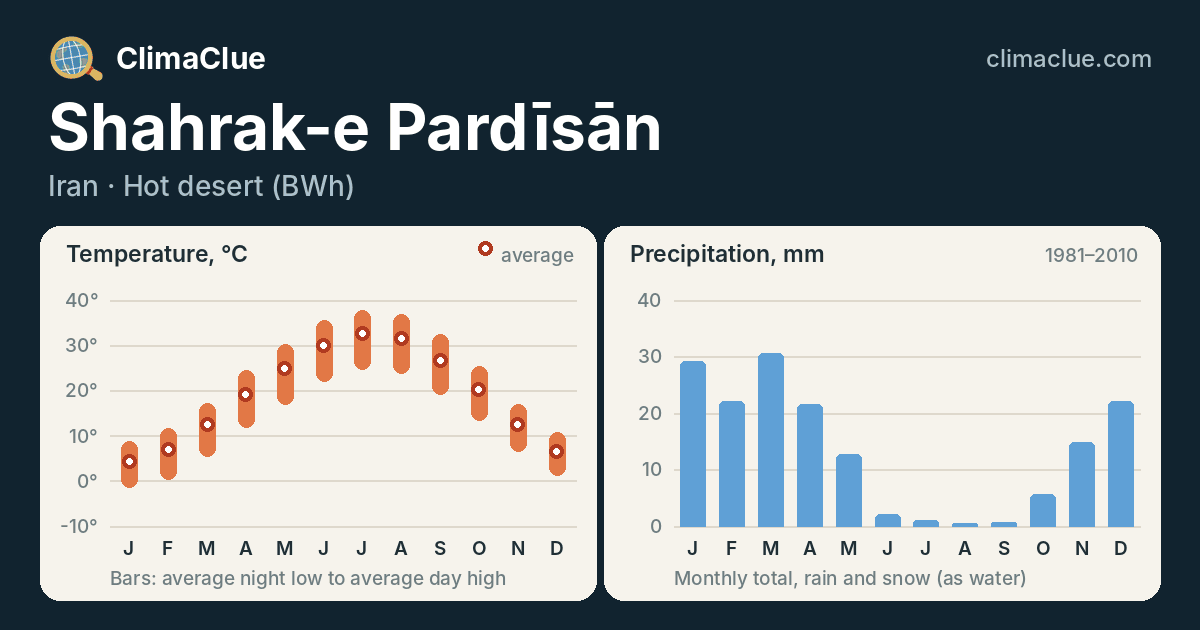 ClimaClue
climaclue.com
Shahrak-e Pardīsān
Iran · Hot desert (BWh)
Temperature, °C
average
40°
30°
20°
10°
0°
-10°
J F M A M J J A S O N D
Bars: average night low to average day high
Precipitation, mm
1981–2010
40
30
20
10
0
J F M A M J J A S O N D
Monthly total, rain and snow (as water)